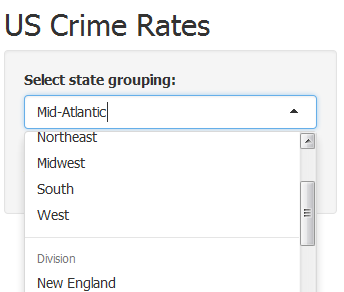 US Crime Rates
Select state grouping:
Mid-Atlantic
Northeast
Midwest
South
West
Division
New England